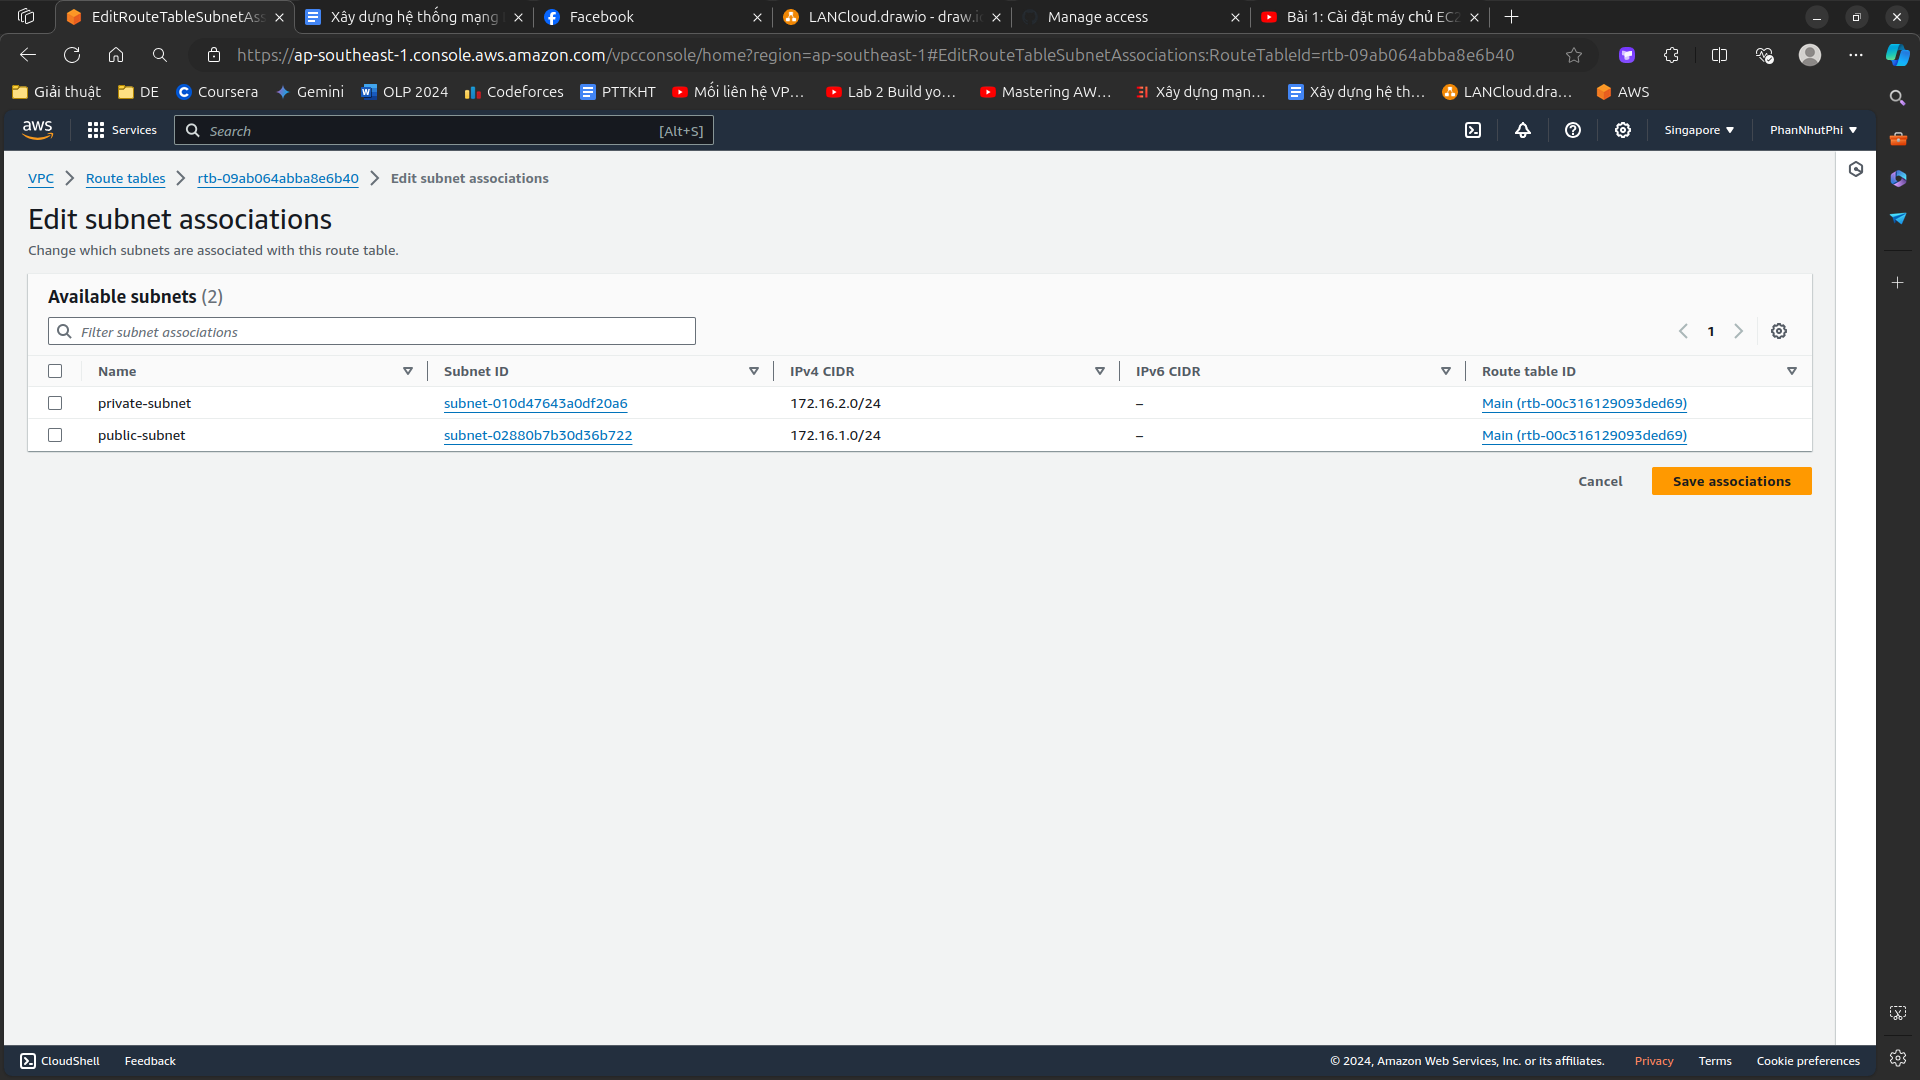 EditRouteTableSubnetAss
Xây dựng hệ thống mạng
Facebook
LANCloud.drawio - draw.io
Manage access
Bài 1: Cài đặt máy chủ EC2
https://ap-southeast-1.console.aws.amazon.com/vpcconsole/home?region=ap-southeast-1#EditRouteTableSubnetAssociations:RouteTableId=rtb-09ab064abba8e6b40
Giải thuật
DE
Coursera
Gemini
OLP 2024
Codeforces
PTTKHT
Mối liên hệ VP...
Lab 2 Build yo...
Mastering AW...
Xây dựng mạn...
Xây dựng hệ th...
LANCloud.dra...
AWS
aws
Services
Search
[Alt+S]
Singapore
PhanNhutPhi
VPC
Route tables
rtb-09ab064abba8e6b40
Edit subnet associations
Edit subnet associations
Change which subnets are associated with this route table.
Available subnets (2)
Filter subnet associations
1
Name Subnet ID IPv4 CIDR IPv6 CIDR Route table ID
private-subnet subnet-010d47643a0df20a6 172.16.2.0/24 – Main (rtb-00c316129093ded69)
public-subnet subnet-02880b7b30d36b722 172.16.1.0/24 – Main (rtb-00c316129093ded69)
Cancel
Save associations
CloudShell
Feedback
© 2024, Amazon Web Services, Inc. or its affiliates.
Privacy
Terms
Cookie preferences